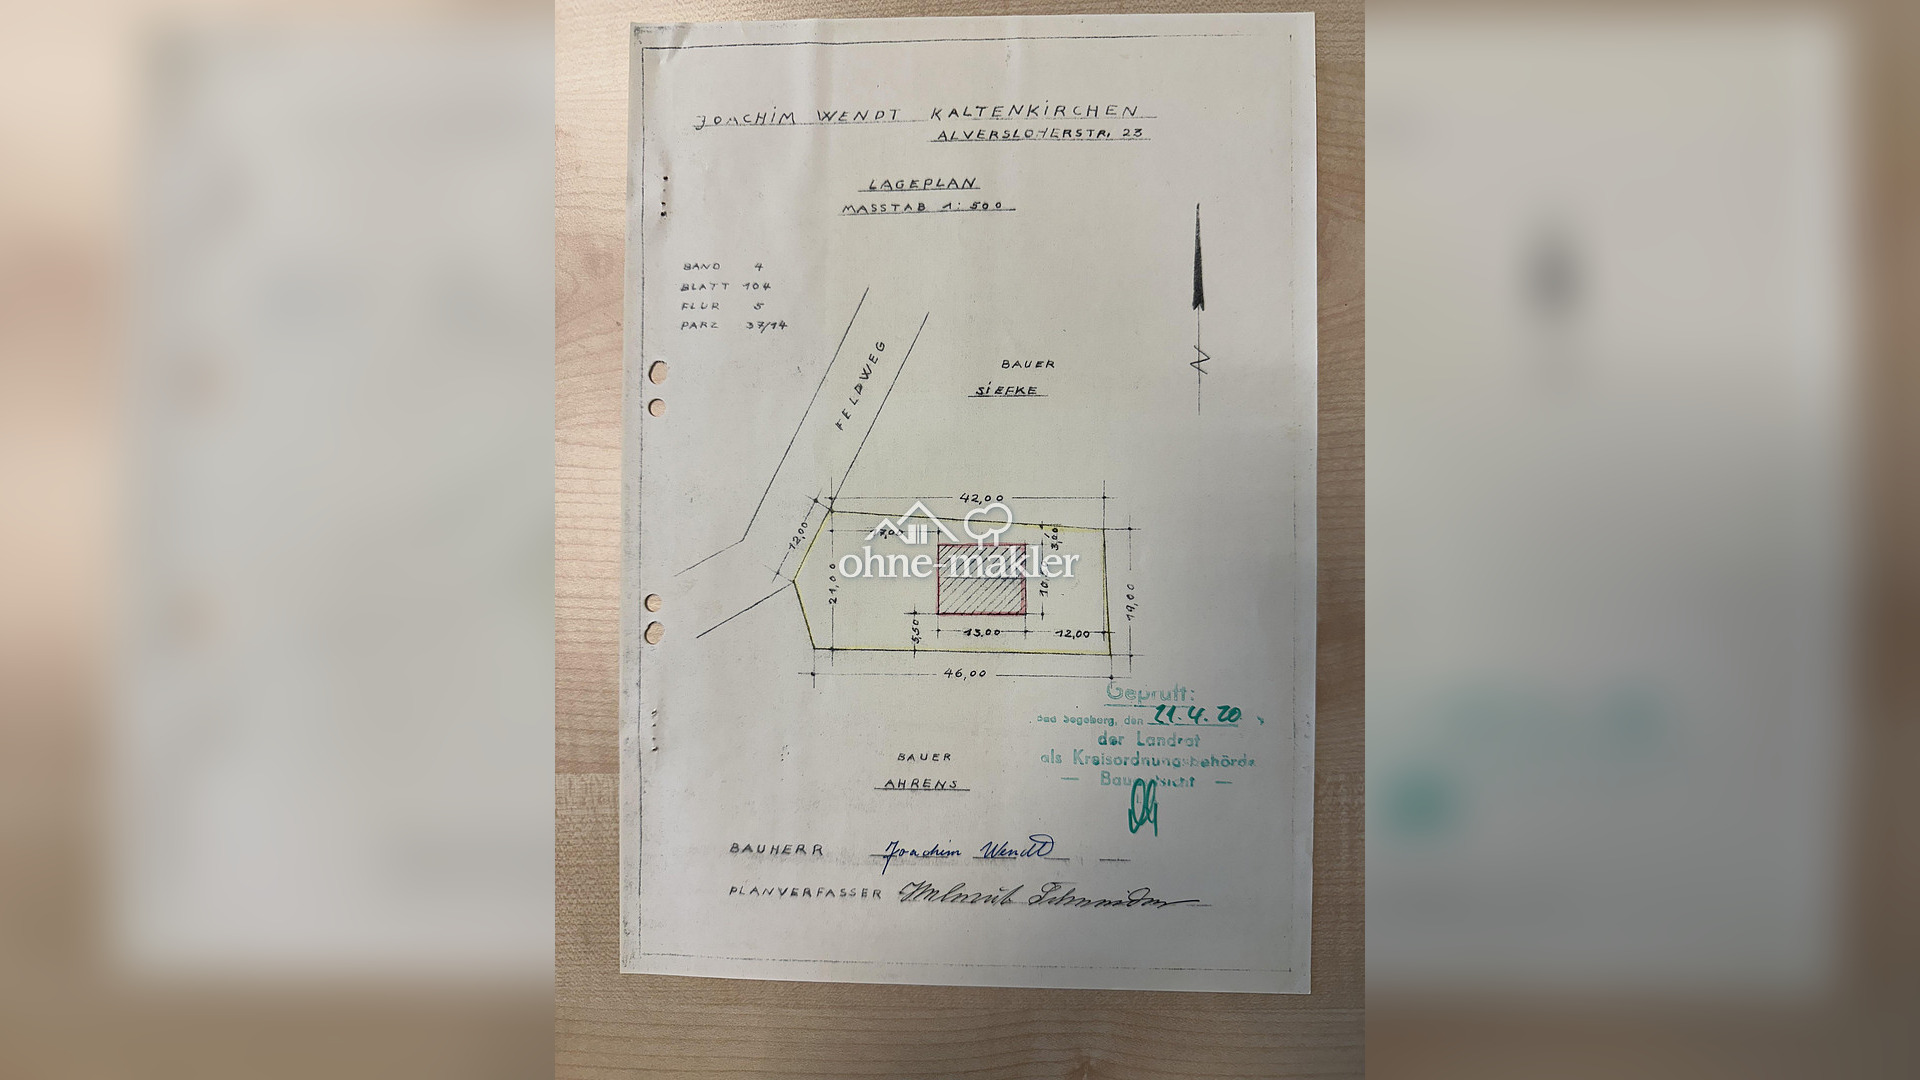 JOACHIM WENDT KALTENKIRCHEN
ALVERSLOHERSTR. 23
LAGEPLAN
MASSTAB 1:500
BAND 4
BLATT 104
FLUR 5
PARZ 37/14
FELDWEG
BAUER
SIEFKE
N
42,00
12,00
3,00
ohne-makler
21,00
19,00
5,50
13,00
12,00
46,00
Geprüft:
Bad Segeberg, den 21.4.70
der Landrat
als Kreisordnungsbehörde
BAUER
AHRENS
BAUHERR Joachim Wendt
PLANVERFASSER Helmut